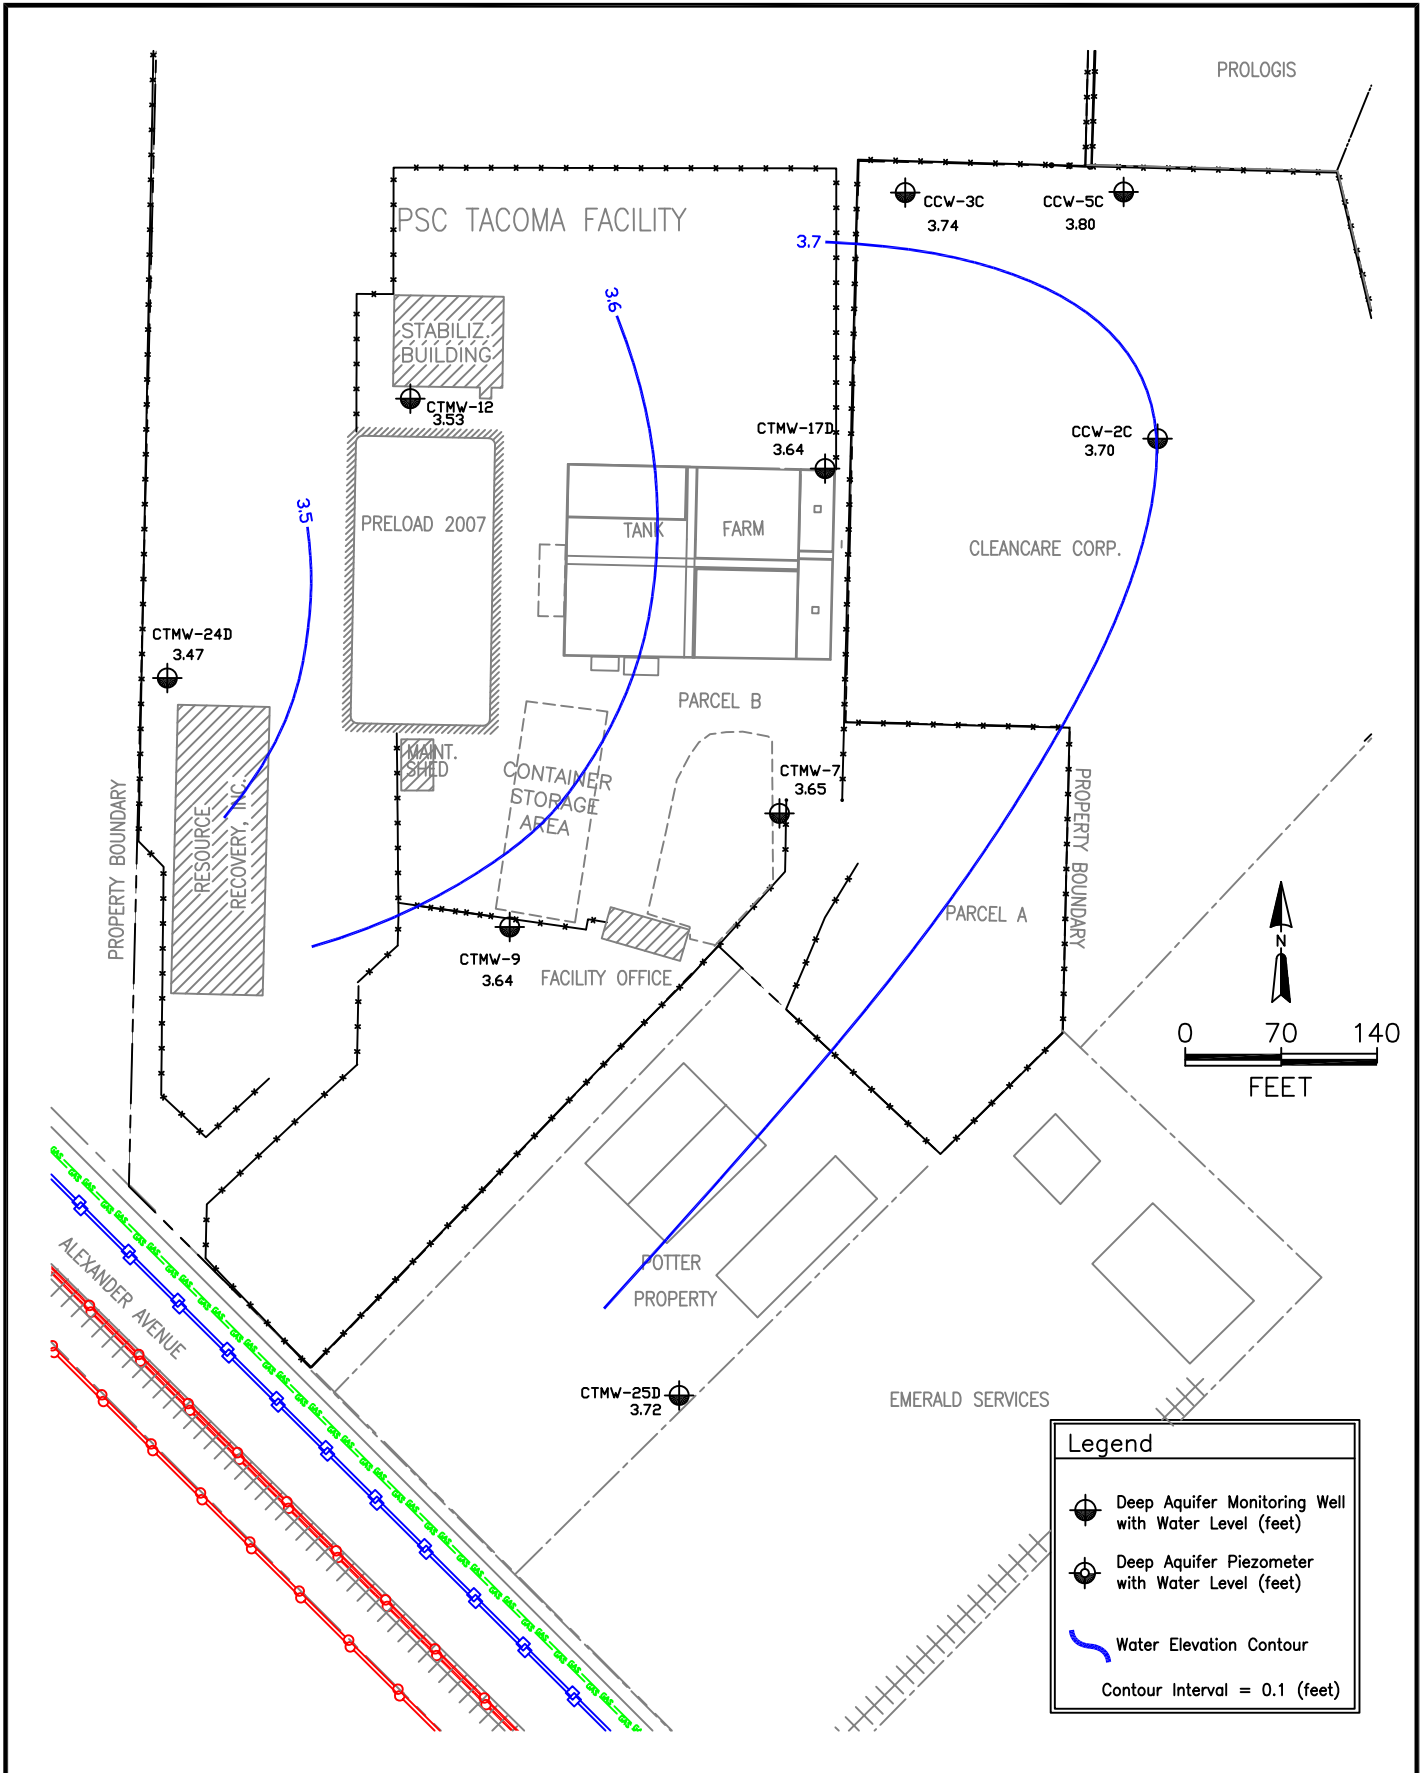 PROLOGIS
CCW-3C
3.74
CCW-5C
3.80
PSC TACOMA FACILITY
3.7
3.6
STABILIZ.
BUILDING
CTMW-12
3.53
CTMW-17D
3.64
CCW-2C
3.70
3.5
PRELOAD 2007
TANK FARM
CLEANCARE CORP.
CTMW-24D
3.47
PARCEL B
MAINT.
SHED
CONTAINER
STORAGE
AREA
CTMW-7
3.65
PROPERTY BOUNDARY
RESOURCE
RECOVERY, INC.
PROPERTY BOUNDARY
PARCEL A
CTMW-9
3.64
FACILITY OFFICE
N
0 70 140
FEET
GAS
ALEXANDER AVENUE
POTTER
PROPERTY
CTMW-25D
3.72
EMERALD SERVICES
Legend
Deep Aquifer Monitoring Well
with Water Level (feet)
Deep Aquifer Piezometer
with Water Level (feet)
Water Elevation Contour
Contour Interval = 0.1 (feet)